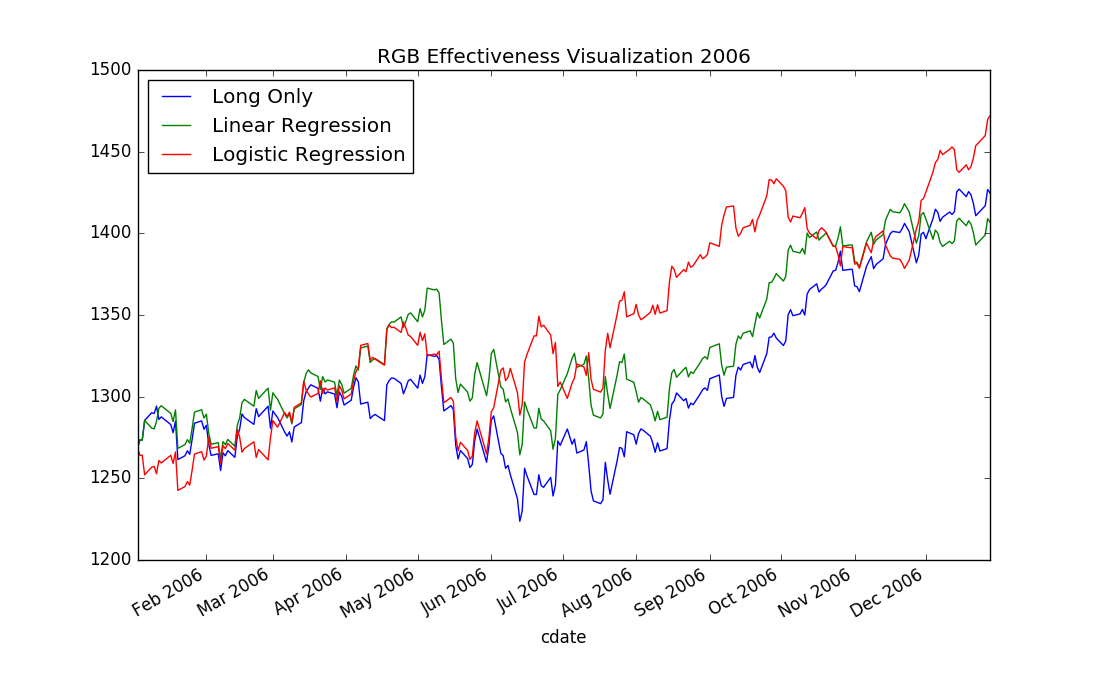 RGB Effectiveness Visualization 2006
1500
1450
1400
1350
1300
1250
1200
Long Only
Linear Regression
Logistic Regression
Feb 2006
Mar 2006
Apr 2006
May 2006
Jun 2006
Jul 2006
Aug 2006
Sep 2006
Oct 2006
Nov 2006
Dec 2006
cdate